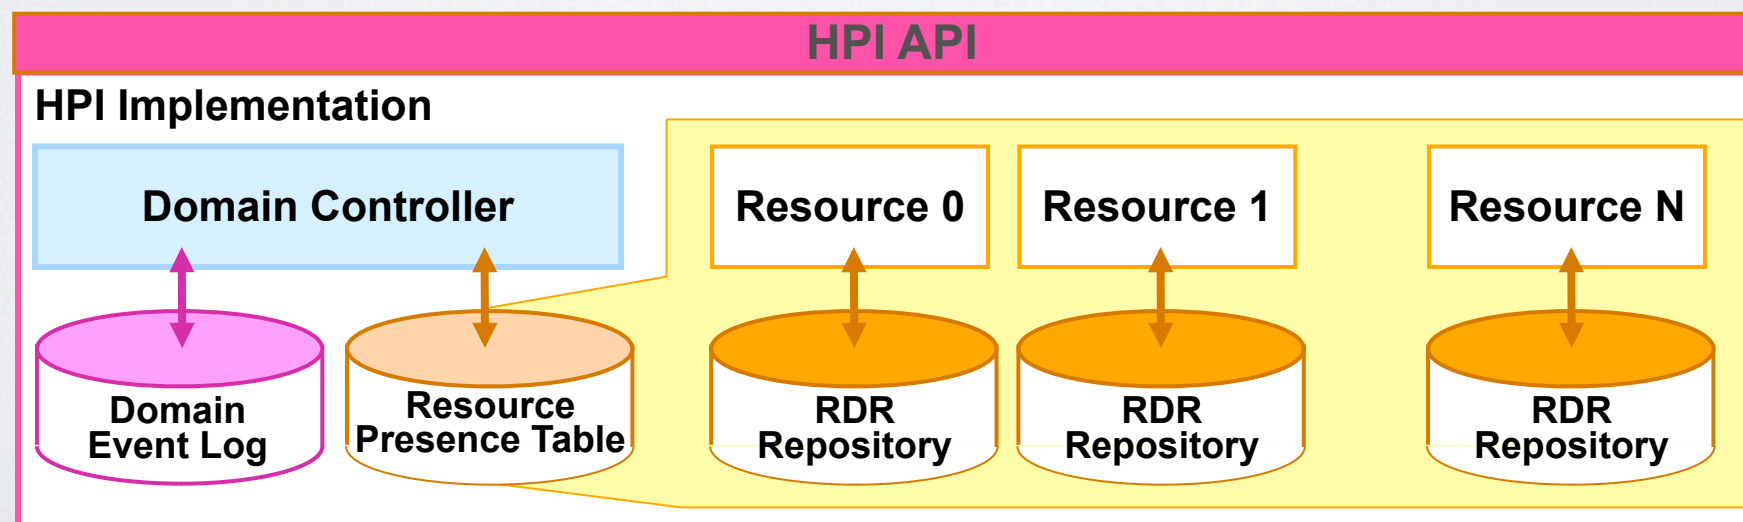 HPI API
HPI Implementation
Domain Controller
Resource 0
Resource 1
Resource N
Domain
Event Log
Resource
Presence Table
RDR
Repository
RDR
Repository
RDR
Repository